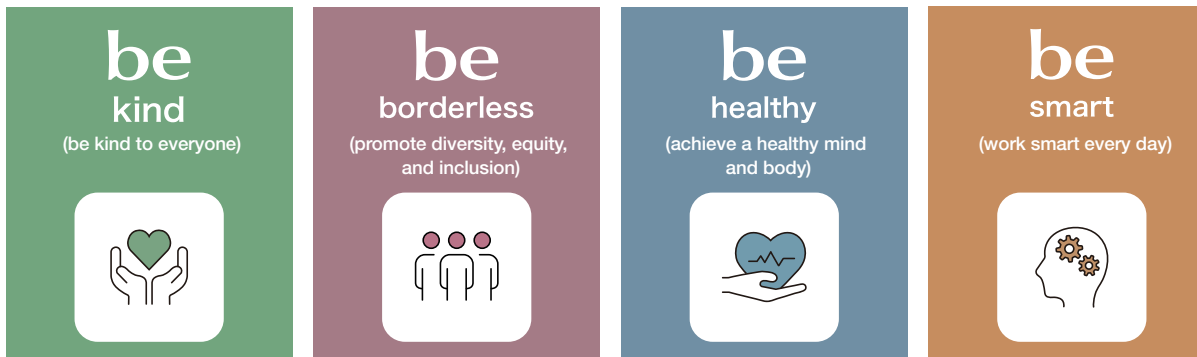 be
kind
(be kind to everyone)
be
borderless
(promote diversity, equity,
and inclusion)
be
healthy
(achieve a healthy mind
and body)
be
smart
(work smart every day)